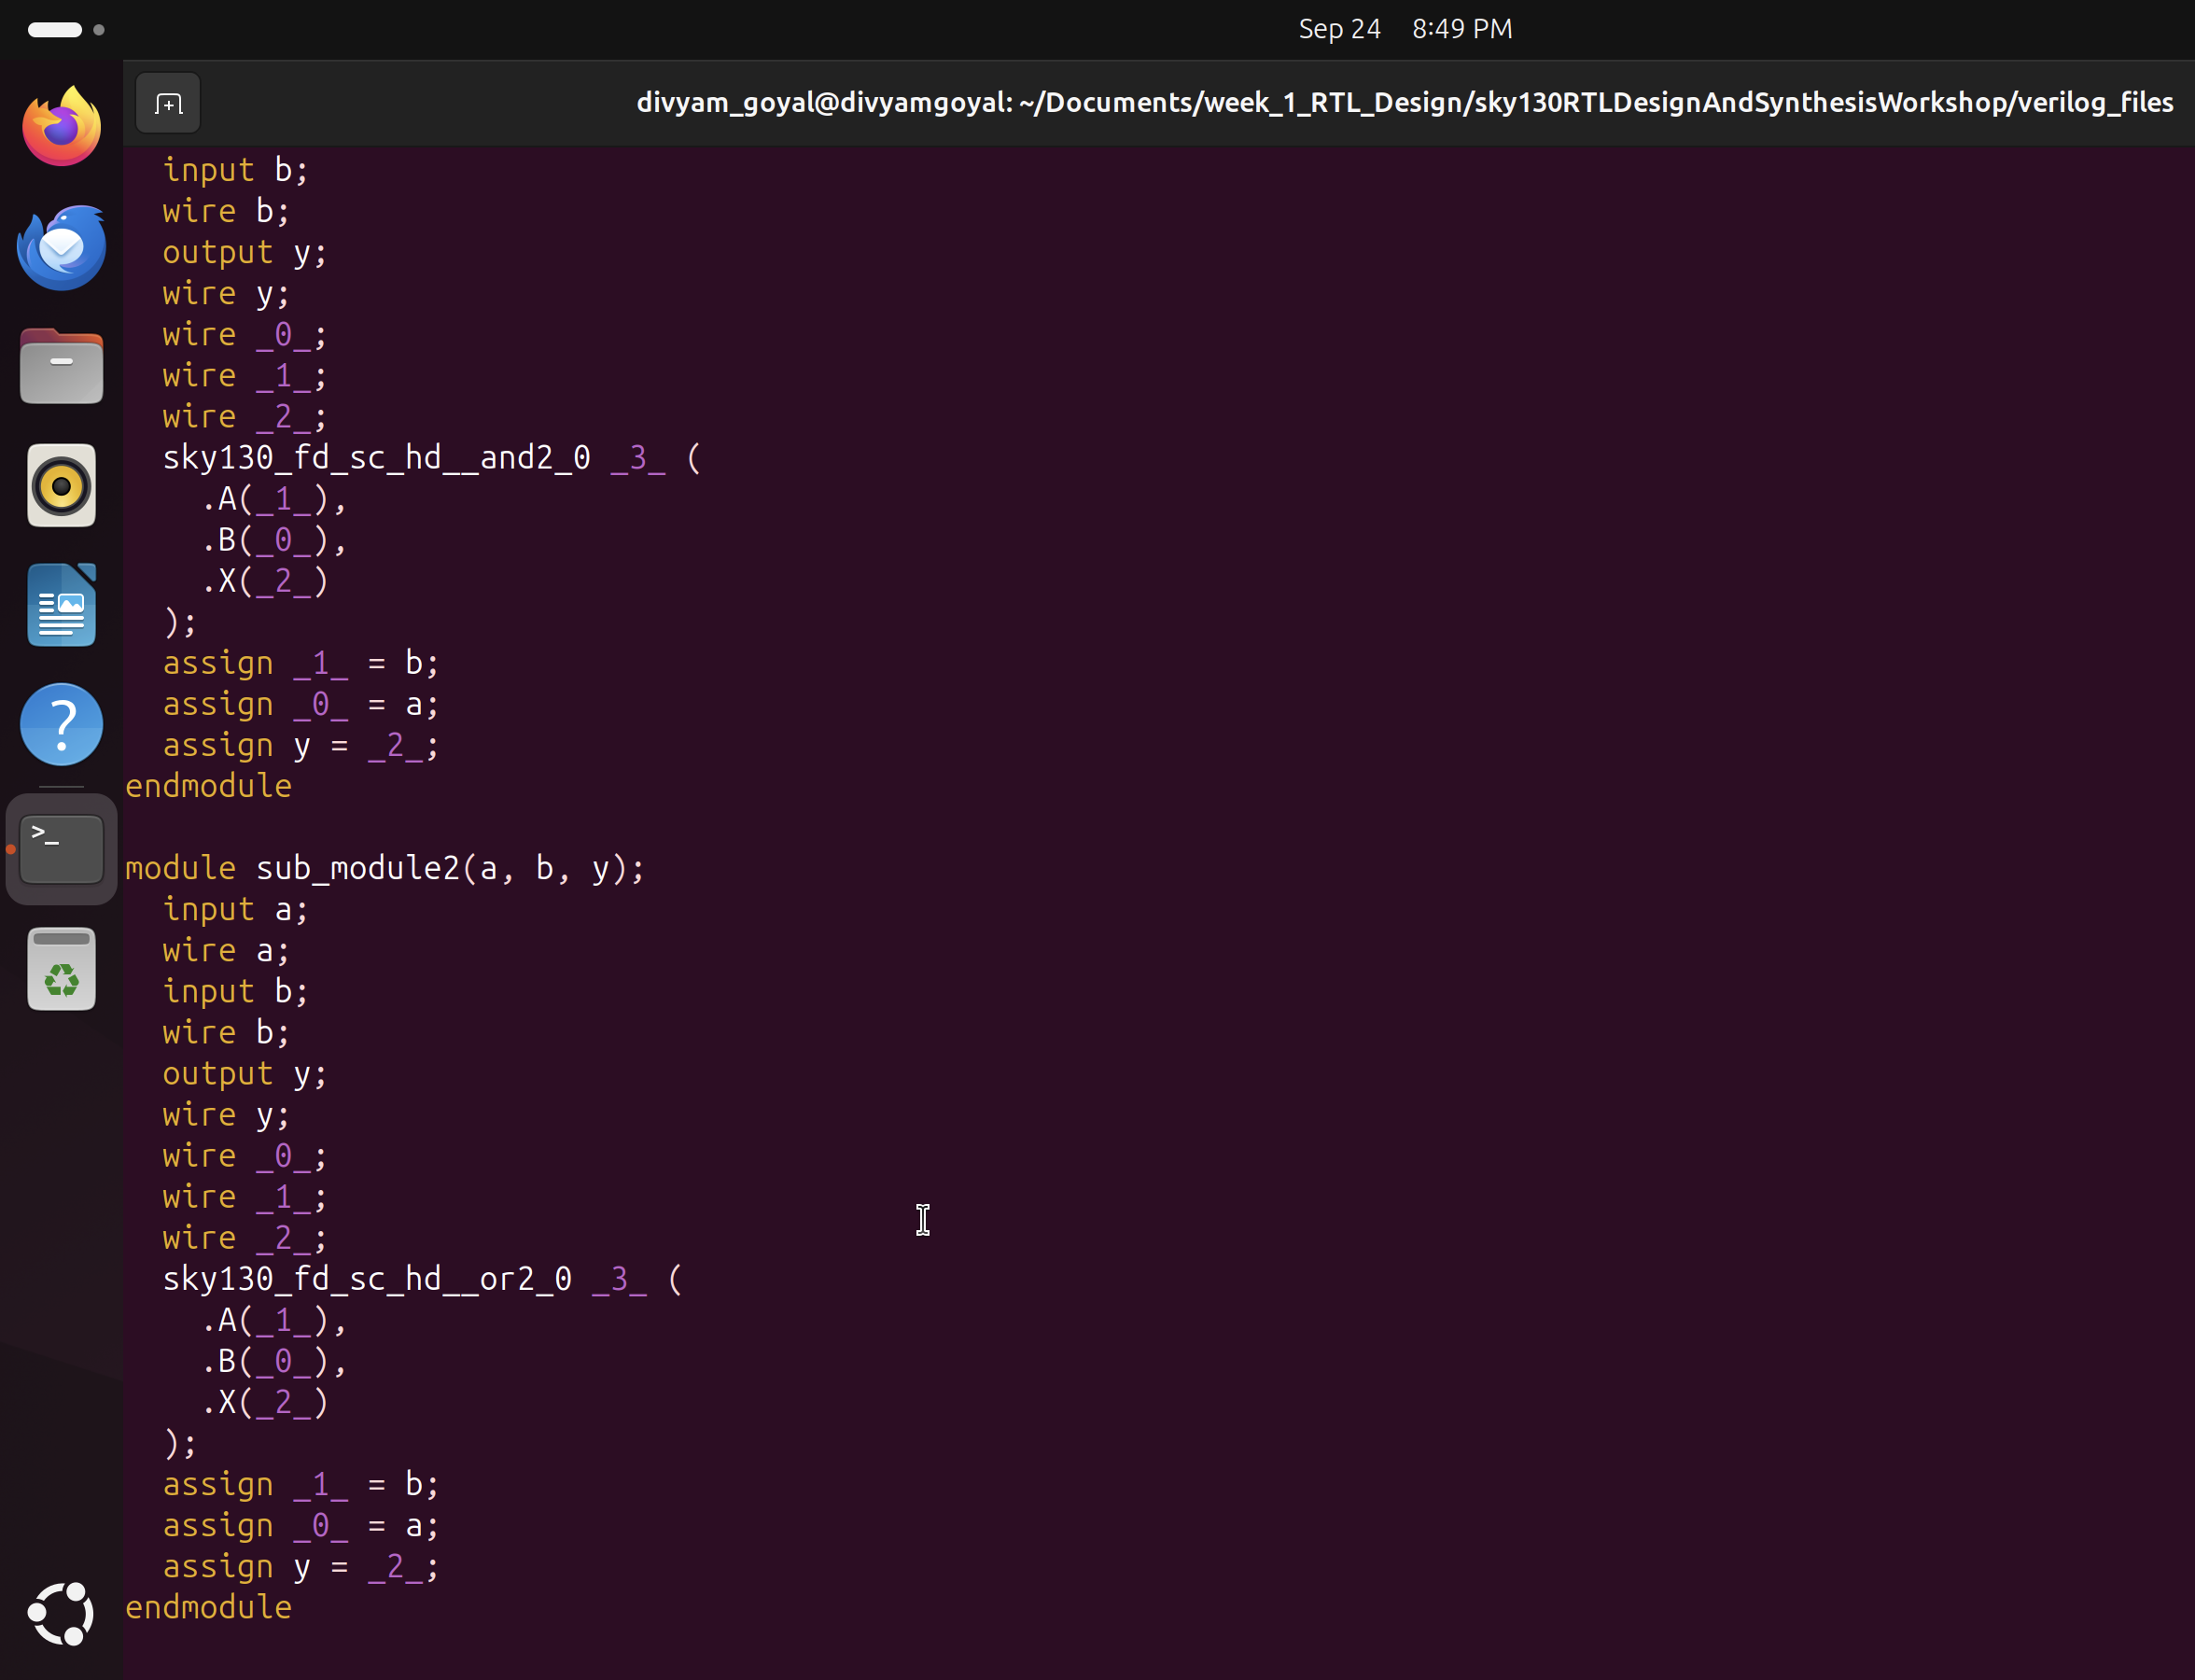 Sep 24 8:49 PM
divyam_goyal@divyamgoyal: ~/Documents/week_1_RTL_Design/sky130RTLDesignAndSynthesisWorkshop/verilog_files
  input b;
  wire b;
  output y;
  wire y;
  wire _0_;
  wire _1_;
  wire _2_;
  sky130_fd_sc_hd__and2_0 _3_ (
    .A(_1_),
    .B(_0_),
    .X(_2_)
  );
  assign _1_ = b;
  assign _0_ = a;
  assign y = _2_;
endmodule

module sub_module2(a, b, y);
  input a;
  wire a;
  input b;
  wire b;
  output y;
  wire y;
  wire _0_;
  wire _1_;
  wire _2_;
  sky130_fd_sc_hd__or2_0 _3_ (
    .A(_1_),
    .B(_0_),
    .X(_2_)
  );
  assign _1_ = b;
  assign _0_ = a;
  assign y = _2_;
endmodule